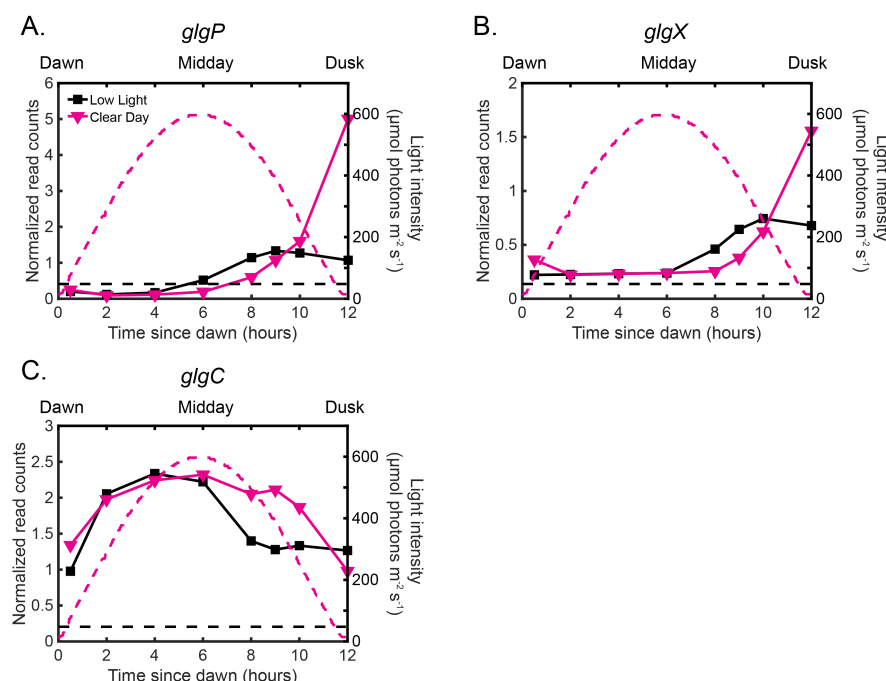 A.
glgP
Dawn Midday Dusk
6
5
4
3
2
1
0
Normalized read counts
Low Light
Clear Day
600
400
200
0
Light intensity
(μmol photons m⁻² s⁻¹)
0 2 4 6 8 10 12
Time since dawn (hours)
B.
glgX
Dawn Midday Dusk
2
1.5
1
0.5
0
Normalized read counts
600
400
200
0
Light intensity
(μmol photons m⁻² s⁻¹)
0 2 4 6 8 10 12
Time since dawn (hours)
C.
glgC
Dawn Midday Dusk
3
2.5
2
1.5
1
0.5
0
Normalized read counts
600
400
200
0
Light intensity
(μmol photons m⁻² s⁻¹)
0 2 4 6 8 10 12
Time since dawn (hours)